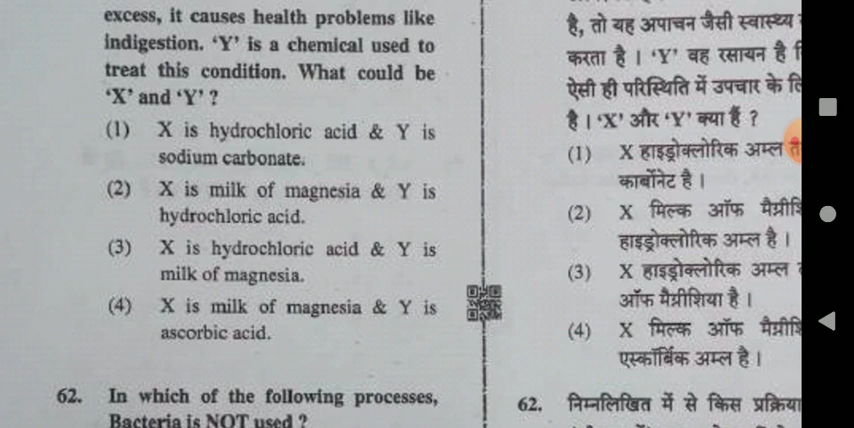 excess, it causes health problems like
indigestion. 'Y' is a chemical used to
treat this condition. What could be
'X' and 'Y' ?
(1) X is hydrochloric acid & Y is
sodium carbonate.
(2) X is milk of magnesia & Y is
hydrochloric acid.
(3) X is hydrochloric acid & Y is
milk of magnesia.
(4) X is milk of magnesia & Y is
ascorbic acid.
62. In which of the following processes,
Bacteria is NOT used ?
है, तो यह अपाचन जैसी स्वास्थ्य
करता है । 'Y' वह रसायन है
ऐसी ही परिस्थिति में उपचार के
है । 'X' और 'Y' क्या हैं ?
(1) X हाइड्रोक्लोरिक अम्ल
कार्बोनेट है ।
(2) X मिल्क ऑफ
हाइड्रोक्लोरिक अम्ल है ।
(3) X हाइड्रोक्लोरिक अम्ल
ऑफ मैग्नीशिया है ।
(4) X मिल्क ऑफ
एस्कॉर्बिक अम्ल है ।
62. निम्नलिखित में से किस प्रक्रिया